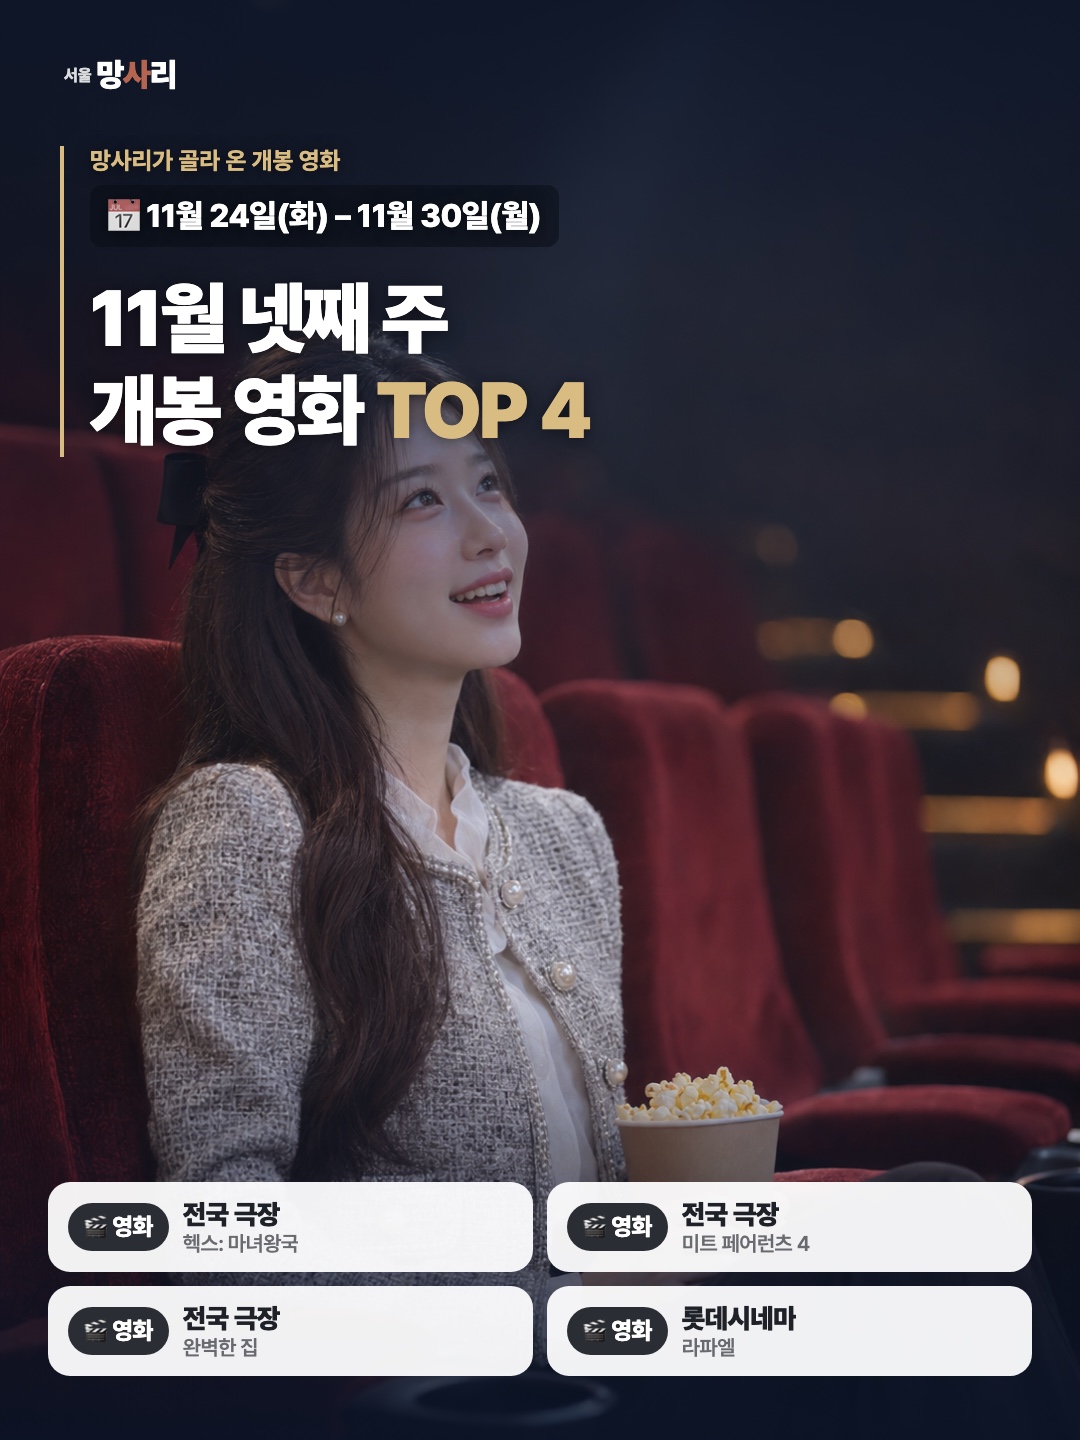 서울 망사리
망사리가 골라 온 개봉 영화
📅 11월 24일(화) – 11월 30일(월)
11월 넷째 주
개봉 영화 TOP 4
🎬 영화
전국 극장
헥스: 마녀왕국
🎬 영화
전국 극장
미트 페어런츠 4
🎬 영화
전국 극장
완벽한 집
🎬 영화
롯데시네마
라파엘